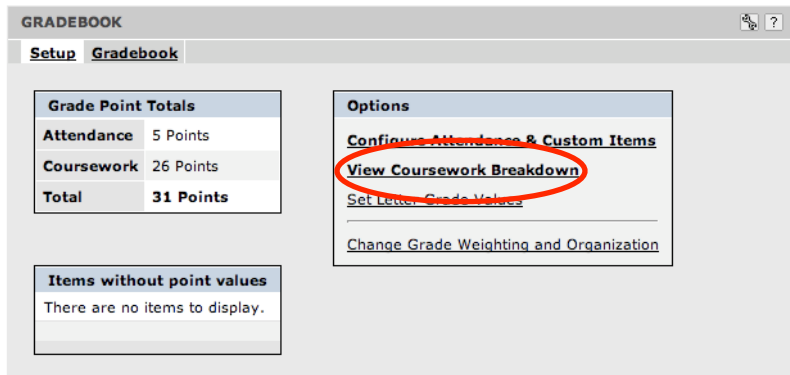 GRADEBOOK
?
Setup Gradebook
Grade Point Totals
Attendance 5 Points
Coursework 26 Points
Total 31 Points
Options
Configure Attendance & Custom Items
View Coursework Breakdown
Set Letter Grade Values
Change Grade Weighting and Organization
Items without point values
There are no items to display.